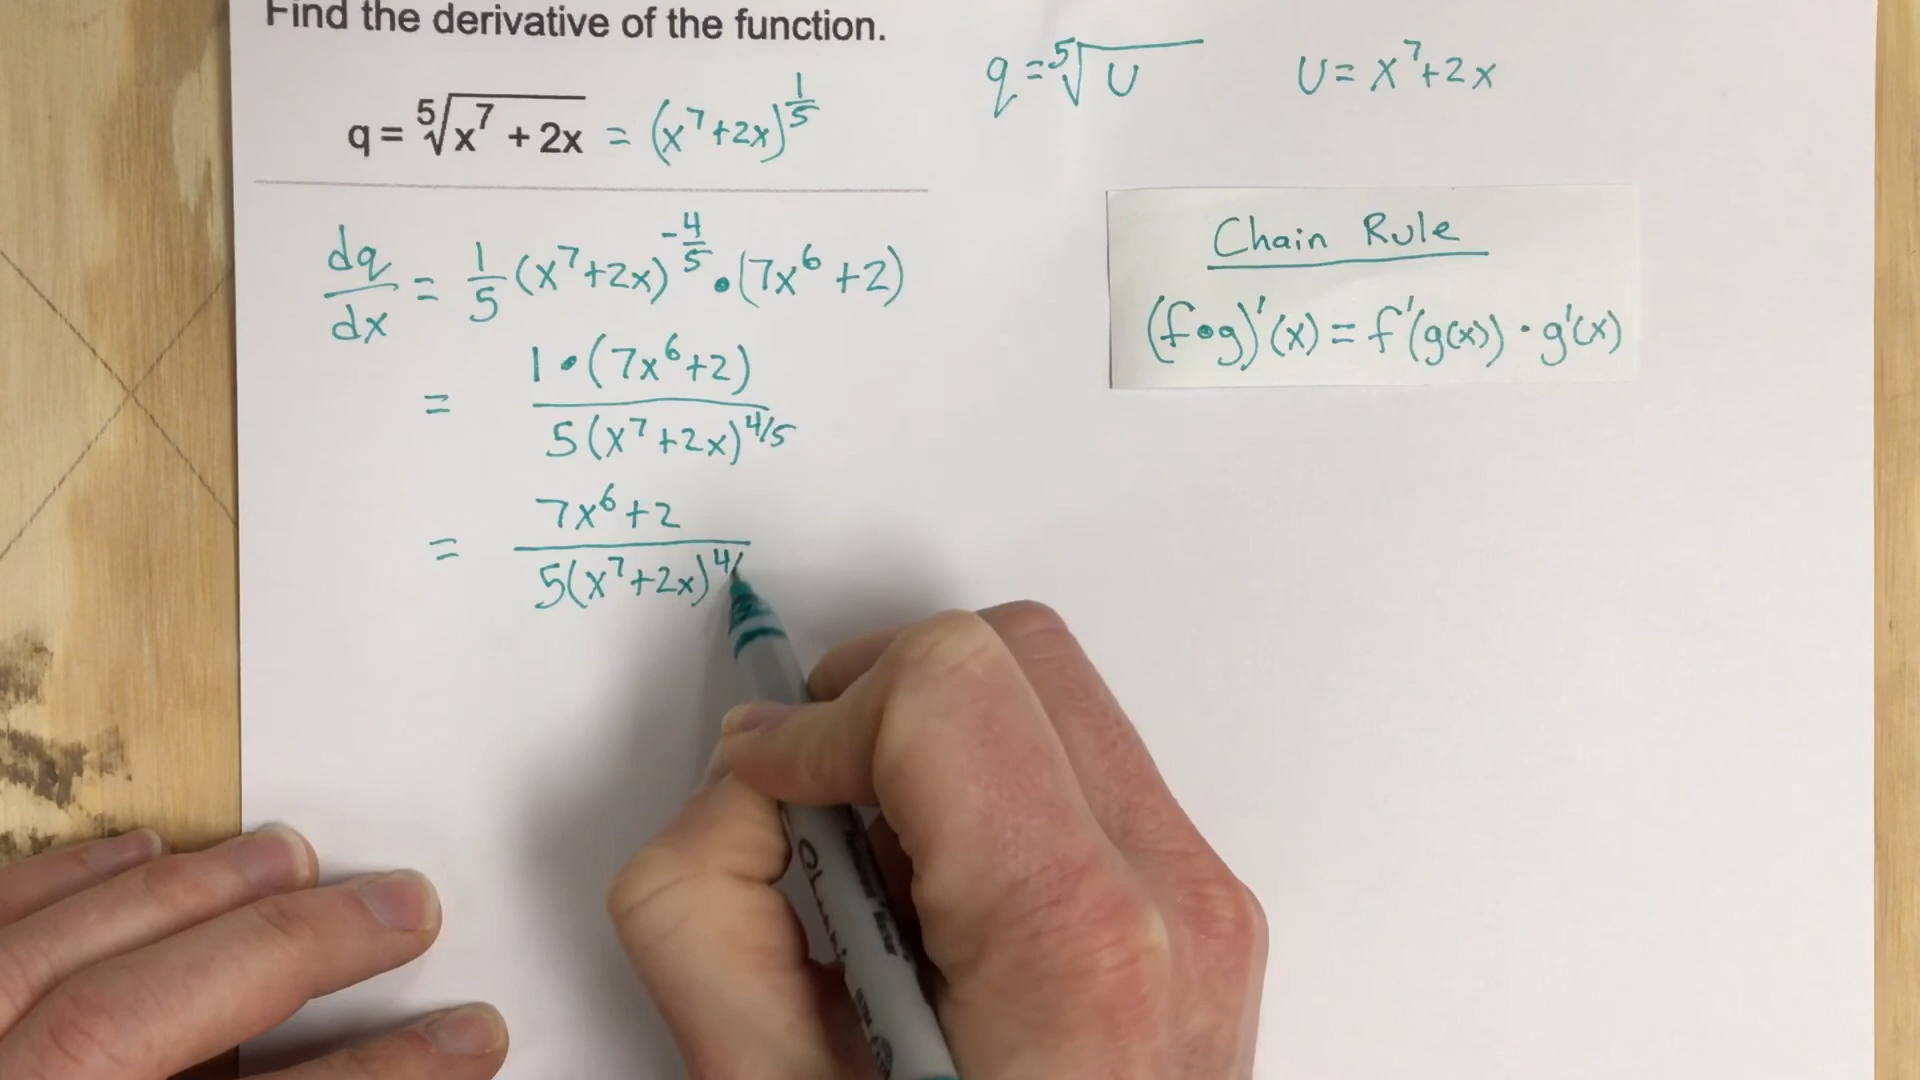 Find the derivative of the function.
q = ⁵√(x⁷ + 2x) = (x⁷+2x)^(1/5)
q = ⁵√U U = x⁷+2x
dq/dx = 1/5 (x⁷+2x)^(-4/5) • (7x⁶+2)
= 1•(7x⁶+2) / 5(x⁷+2x)^(4/5)
= 7x⁶+2 / 5(x⁷+2x)^(4/
Chain Rule
(f∘g)'(x) = f'(g(x)) · g'(x)